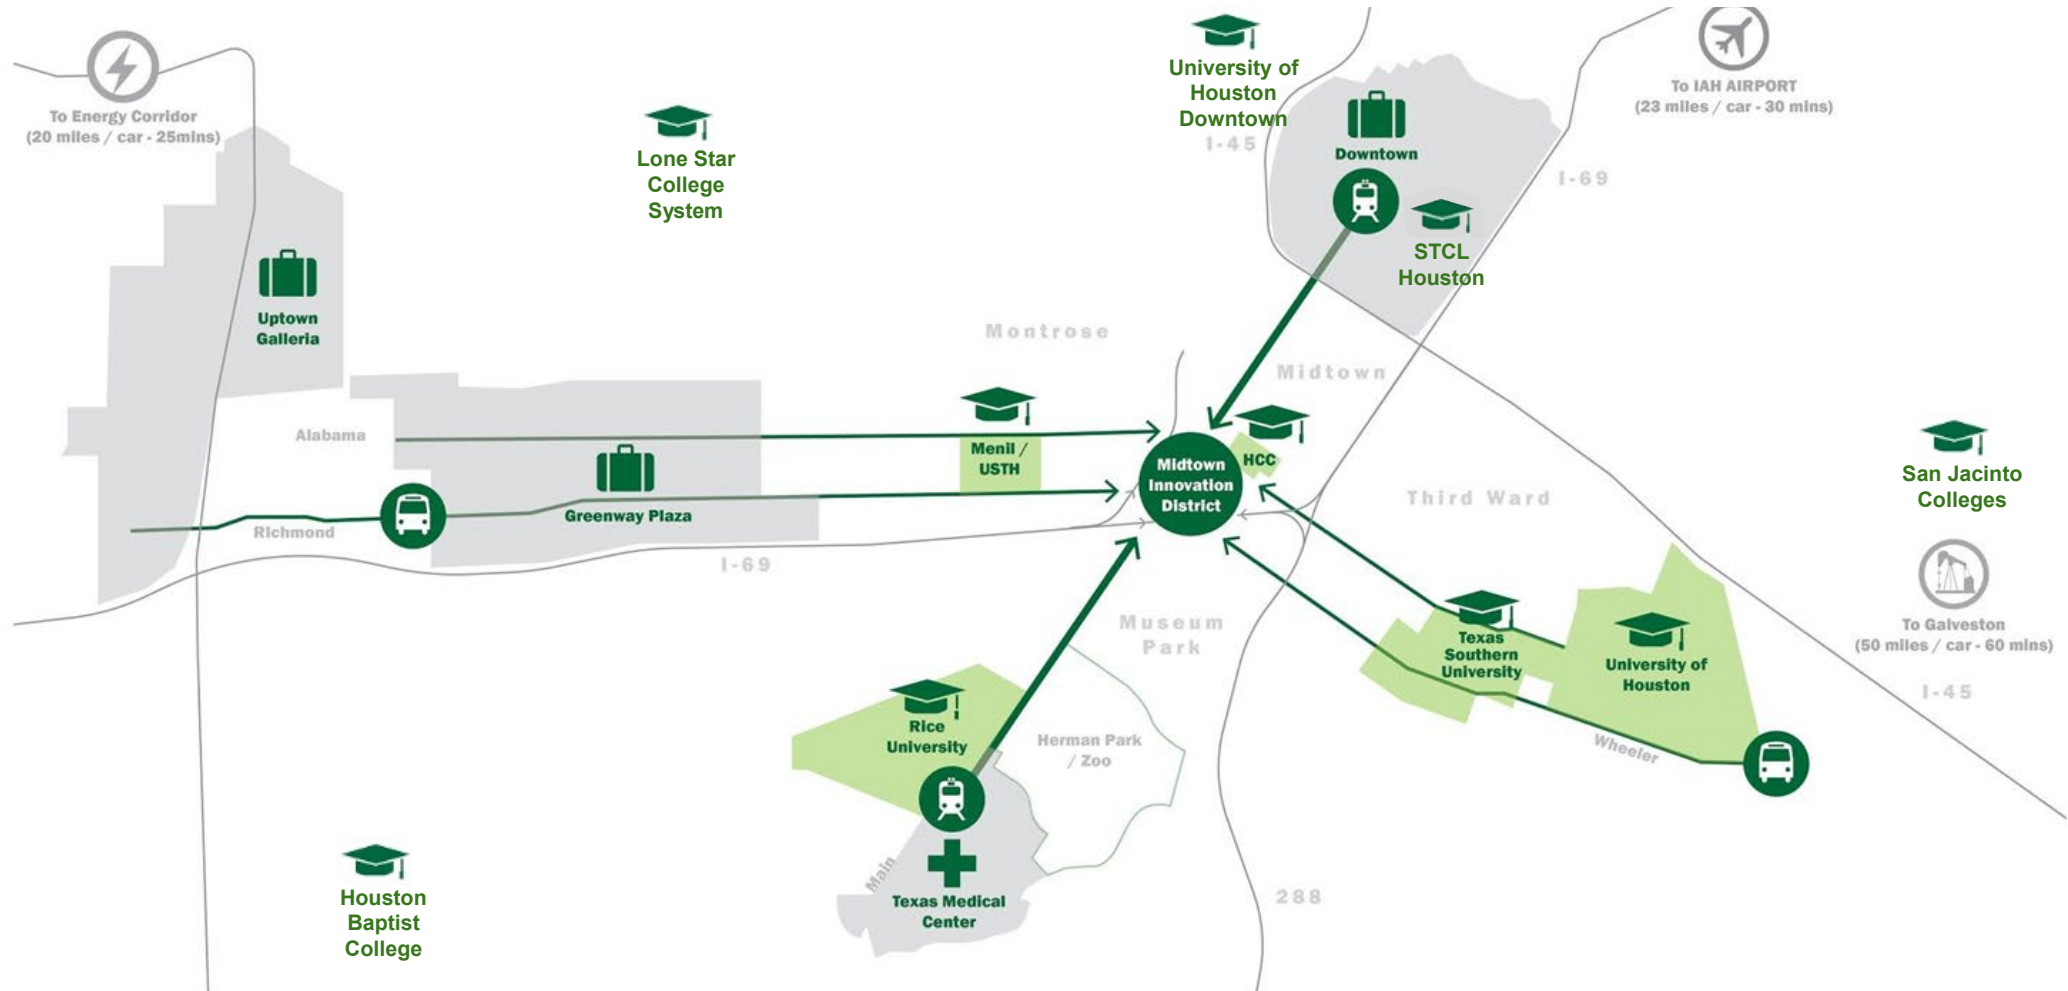 To Energy Corridor
(20 miles / car - 25mins)
Lone Star
College
System
University of
Houston
Downtown
I-45
Downtown
STCL
Houston
To IAH AIRPORT
(23 miles / car - 30 mins)
I-69
Uptown
Galleria
Montrose
Midtown
Alabama
Menil /
USTH
Midtown
Innovation
District
HCC
Third Ward
San Jacinto
Colleges
Richmond
Greenway Plaza
I-69
Museum
Park
Texas
Southern
University
University of
Houston
To Galveston
(50 miles / car - 60 mins)
I-45
Rice
University
Herman Park
/ Zoo
Wheeler
Main
Texas Medical
Center
288
Houston
Baptist
College